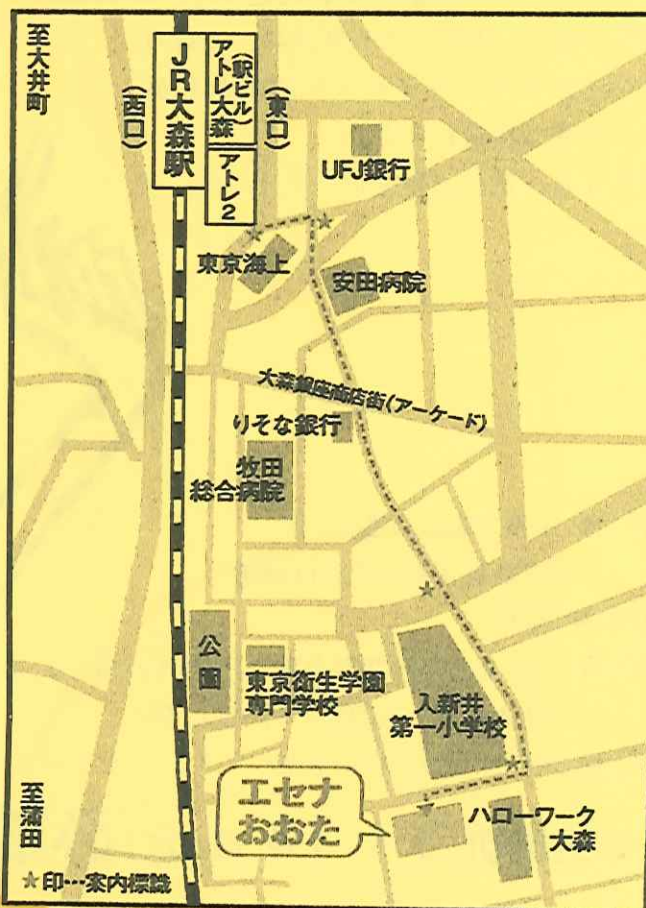 至大井町
(西口)
JR大森駅
(駅ビル)
アトレ大森
アトレ2
(東口)
UFJ銀行
東京海上
安田病院
大森銀座商店街(アーケード)
りそな銀行
牧田
総合病院
公園
東京衛生学園
専門学校
入新井
第一小学校
エセナ
おおた
ハローワーク
大森
至蒲田
★印…案内標識